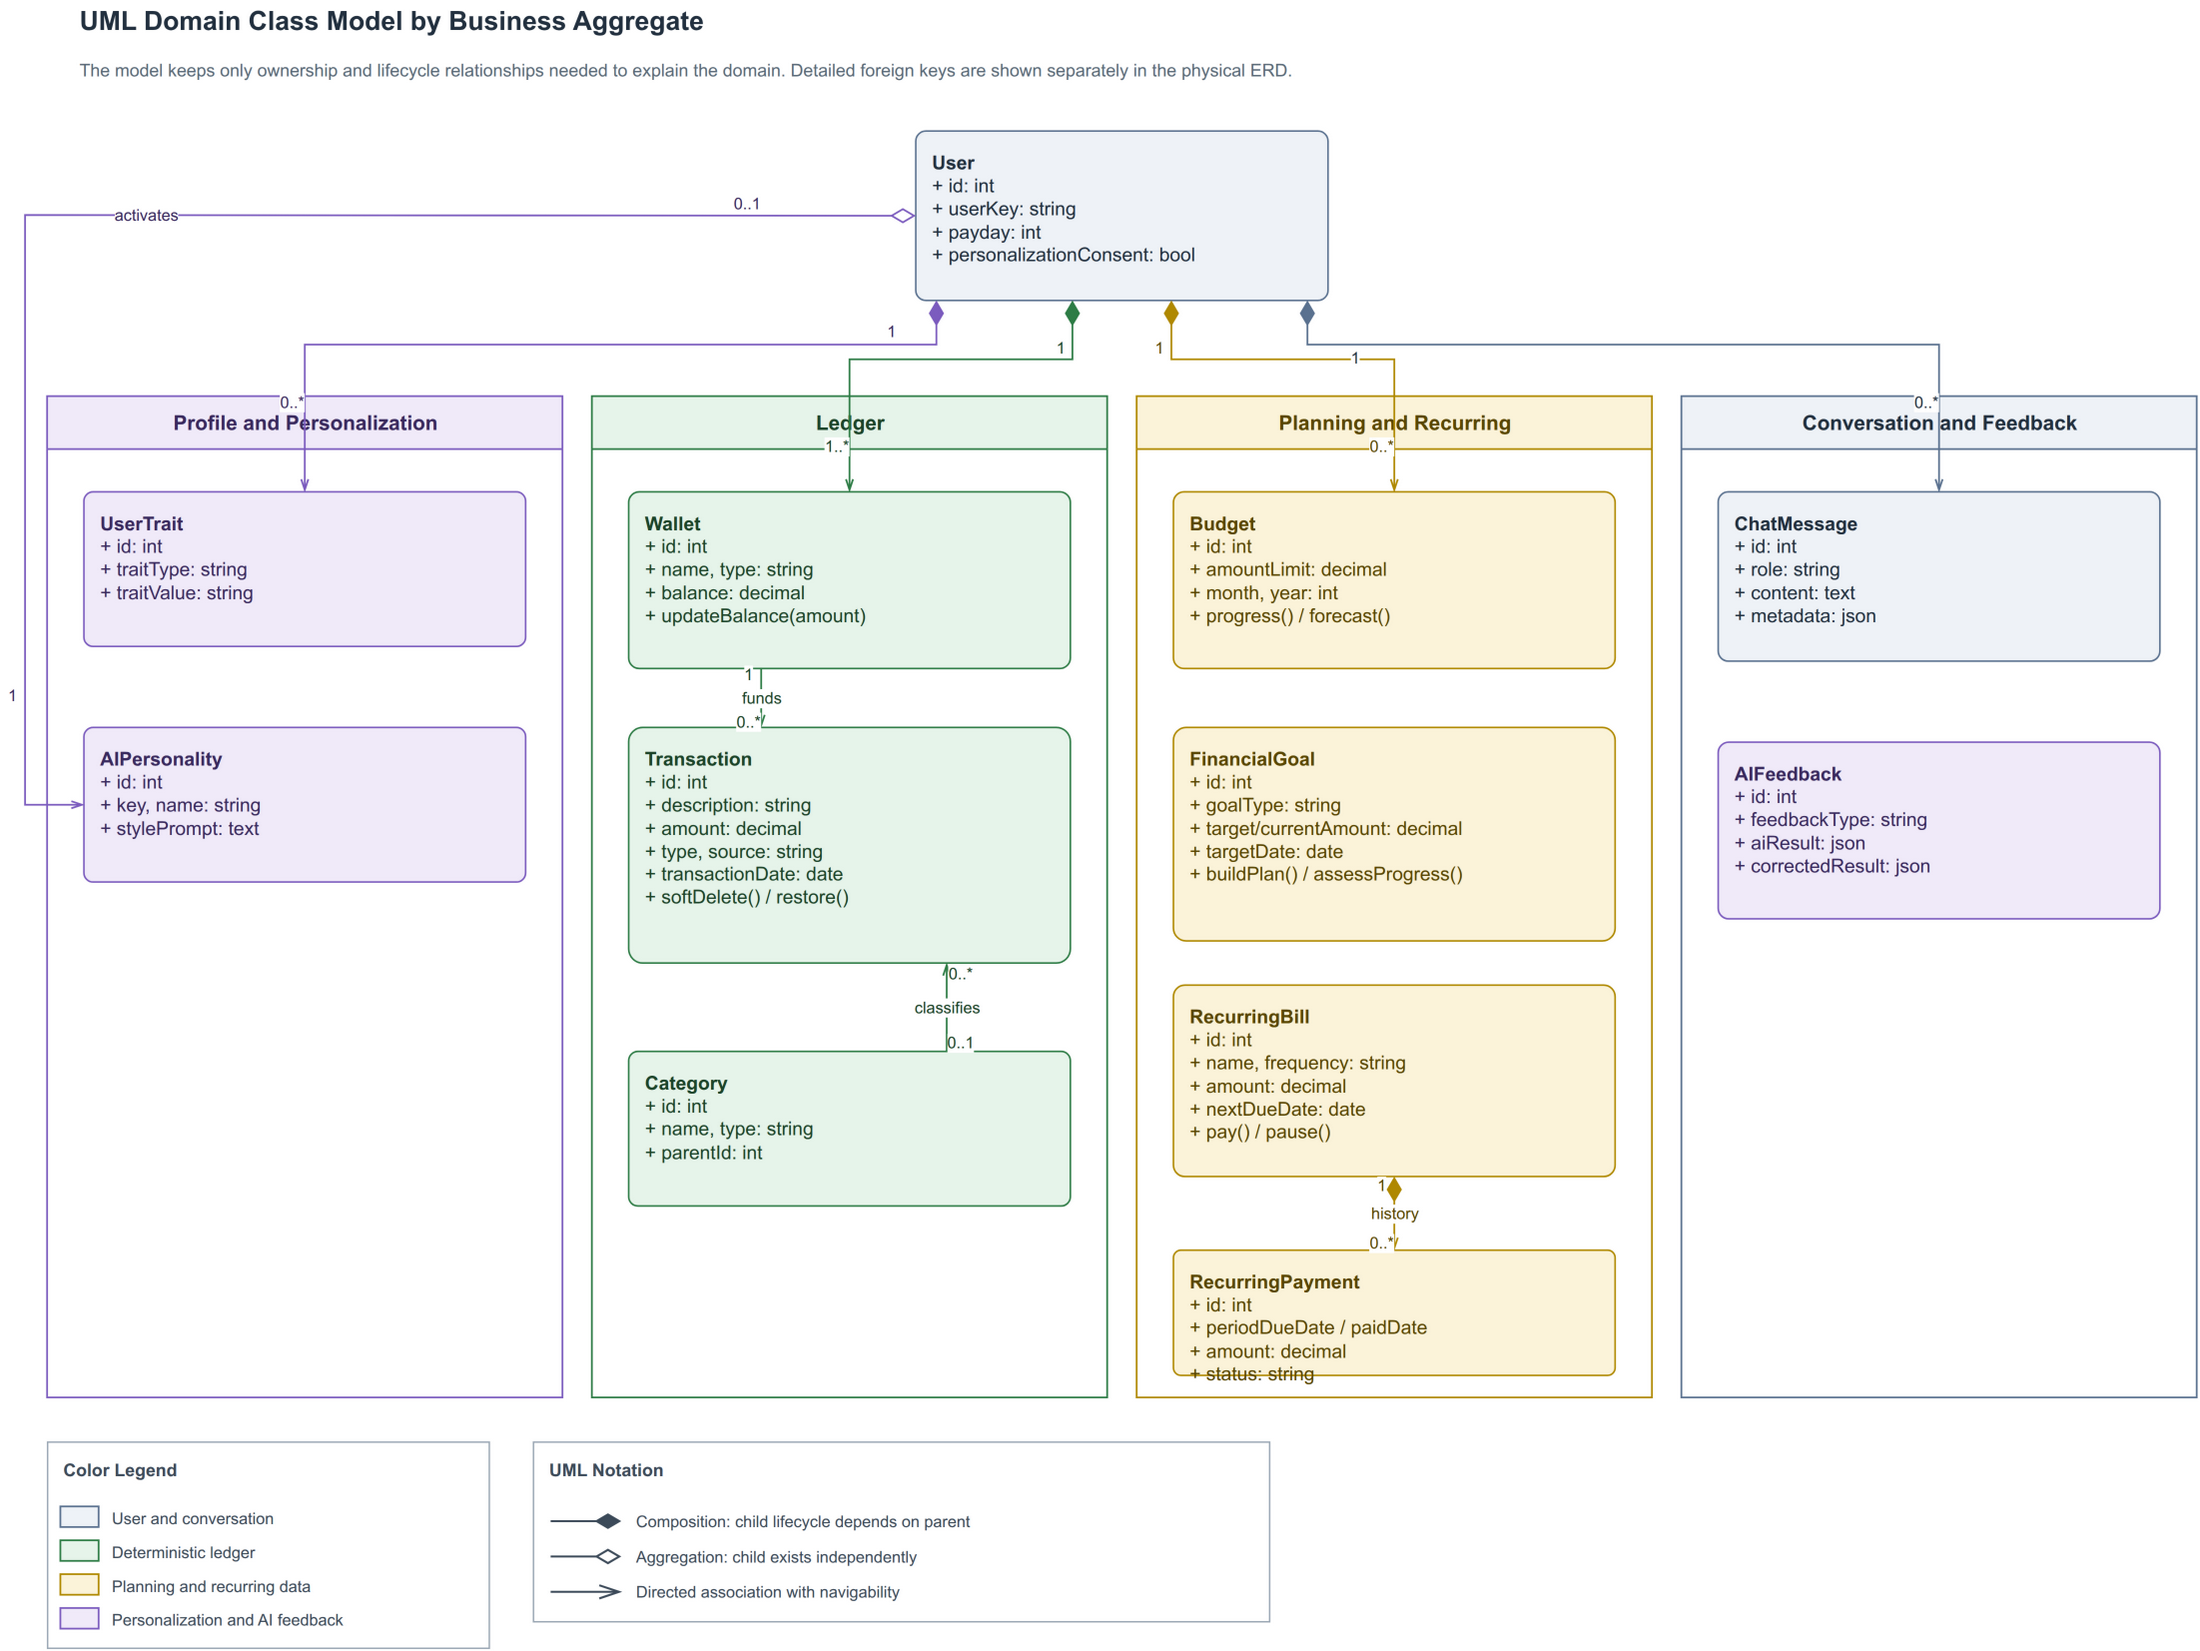 UML Domain Class Model by Business Aggregate
The model keeps only ownership and lifecycle relationships needed to explain the domain. Detailed foreign keys are shown separately in the physical ERD.
User
+ id: int
+ userKey: string
+ payday: int
+ personalizationConsent: bool
activates
0..1
1
1
1
1
1
0..*
1..*
0..*
0..*
Profile and Personalization
UserTrait
+ id: int
+ traitType: string
+ traitValue: string
AIPersonality
+ id: int
+ key, name: string
+ stylePrompt: text
Ledger
Wallet
+ id: int
+ name, type: string
+ balance: decimal
+ updateBalance(amount)
1
funds
0..*
Transaction
+ id: int
+ description: string
+ amount: decimal
+ type, source: string
+ transactionDate: date
+ softDelete() / restore()
0..*
classifies
0..1
Category
+ id: int
+ name, type: string
+ parentId: int
Planning and Recurring
Budget
+ id: int
+ amountLimit: decimal
+ month, year: int
+ progress() / forecast()
FinancialGoal
+ id: int
+ goalType: string
+ target/currentAmount: decimal
+ targetDate: date
+ buildPlan() / assessProgress()
RecurringBill
+ id: int
+ name, frequency: string
+ amount: decimal
+ nextDueDate: date
+ pay() / pause()
1
history
0..*
RecurringPayment
+ id: int
+ periodDueDate / paidDate
+ amount: decimal
+ status: string
Conversation and Feedback
ChatMessage
+ id: int
+ role: string
+ content: text
+ metadata: json
AIFeedback
+ id: int
+ feedbackType: string
+ aiResult: json
+ correctedResult: json
Color Legend
User and conversation
Deterministic ledger
Planning and recurring data
Personalization and AI feedback
UML Notation
Composition: child lifecycle depends on parent
Aggregation: child exists independently
Directed association with navigability